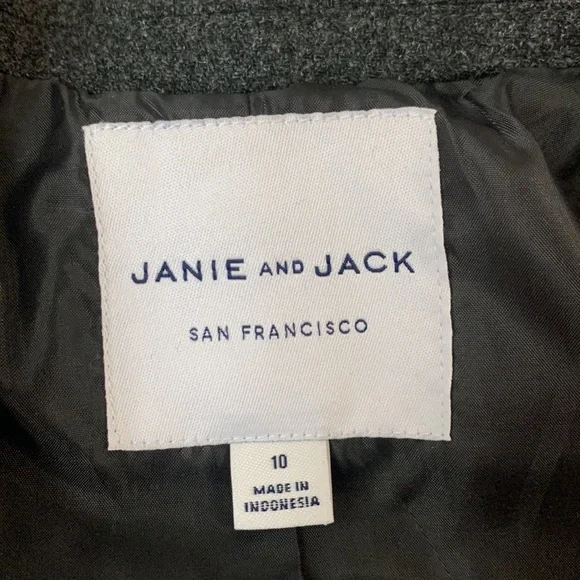 JANIE AND JACK
SAN FRANCISCO
10
MADE IN
INDONESIA